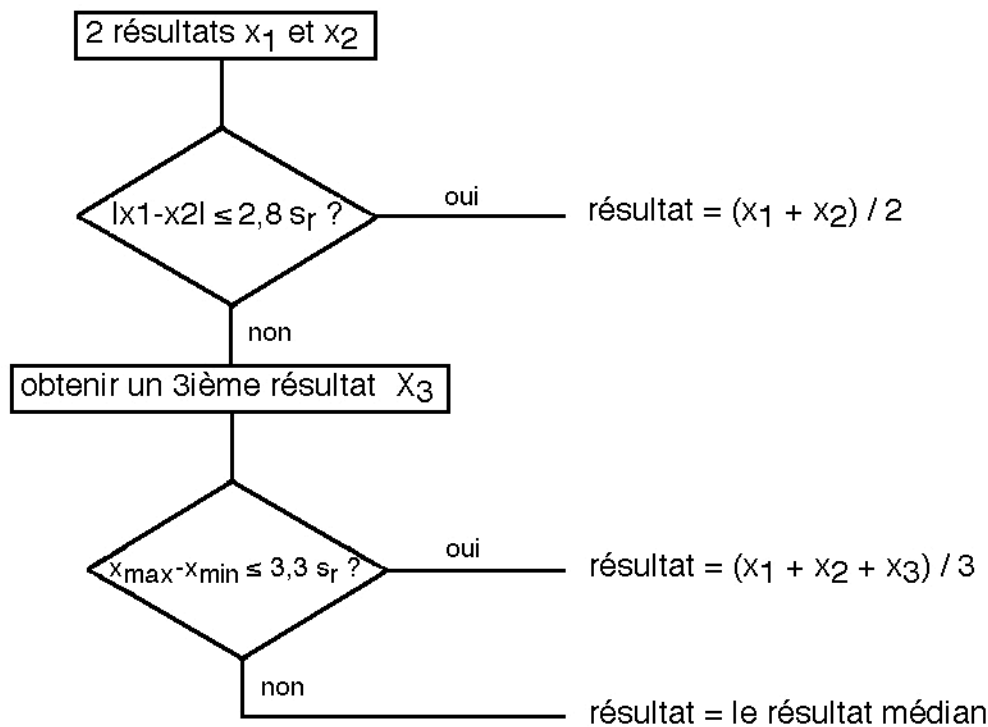 2 résultats x1 et x2
|x1-x2| ≤ 2,8 sr ?
oui
résultat = (x1 + x2) / 2
non
obtenir un 3ième résultat X3
xmax-xmin ≤ 3,3 sr ?
oui
résultat = (x1 + x2 + x3) / 3
non
résultat = le résultat médian